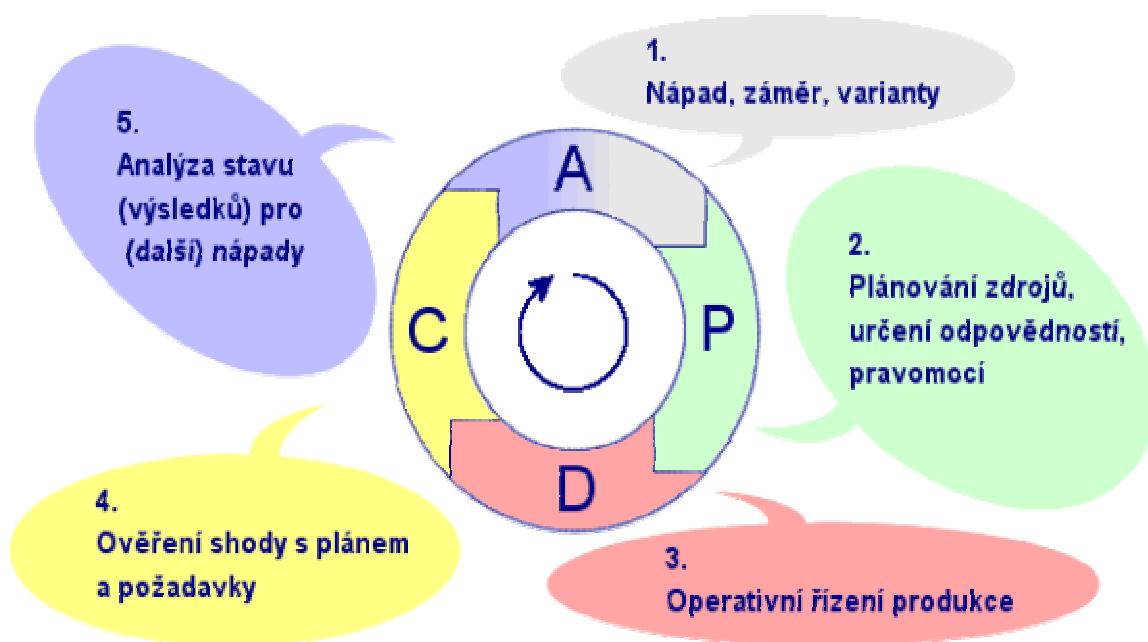 1.
Nápad, záměr, varianty
5.
Analýza stavu
(výsledků) pro
(další) nápady
A
2.
Plánování zdrojů,
určení odpovědností,
pravomocí
C
P
D
4.
Ověření shody s plánem
a požadavky
3.
Operativní řízení produkce